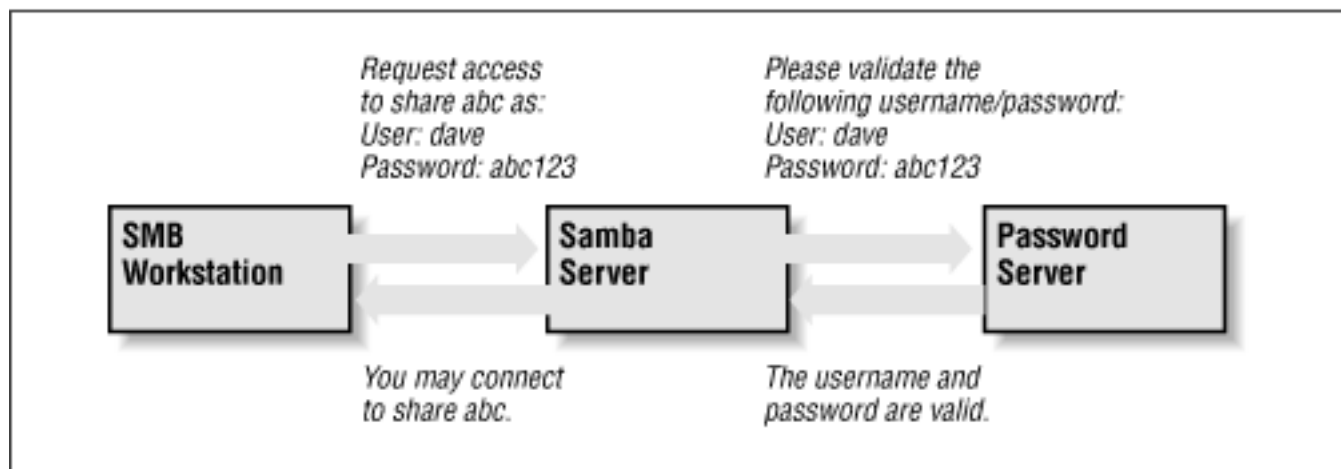 Request access
to share abc as:
User: dave
Password: abc123
Please validate the
following username/password:
User: dave
Password: abc123
SMB
Workstation
Samba
Server
Password
Server
You may connect
to share abc.
The username and
password are valid.